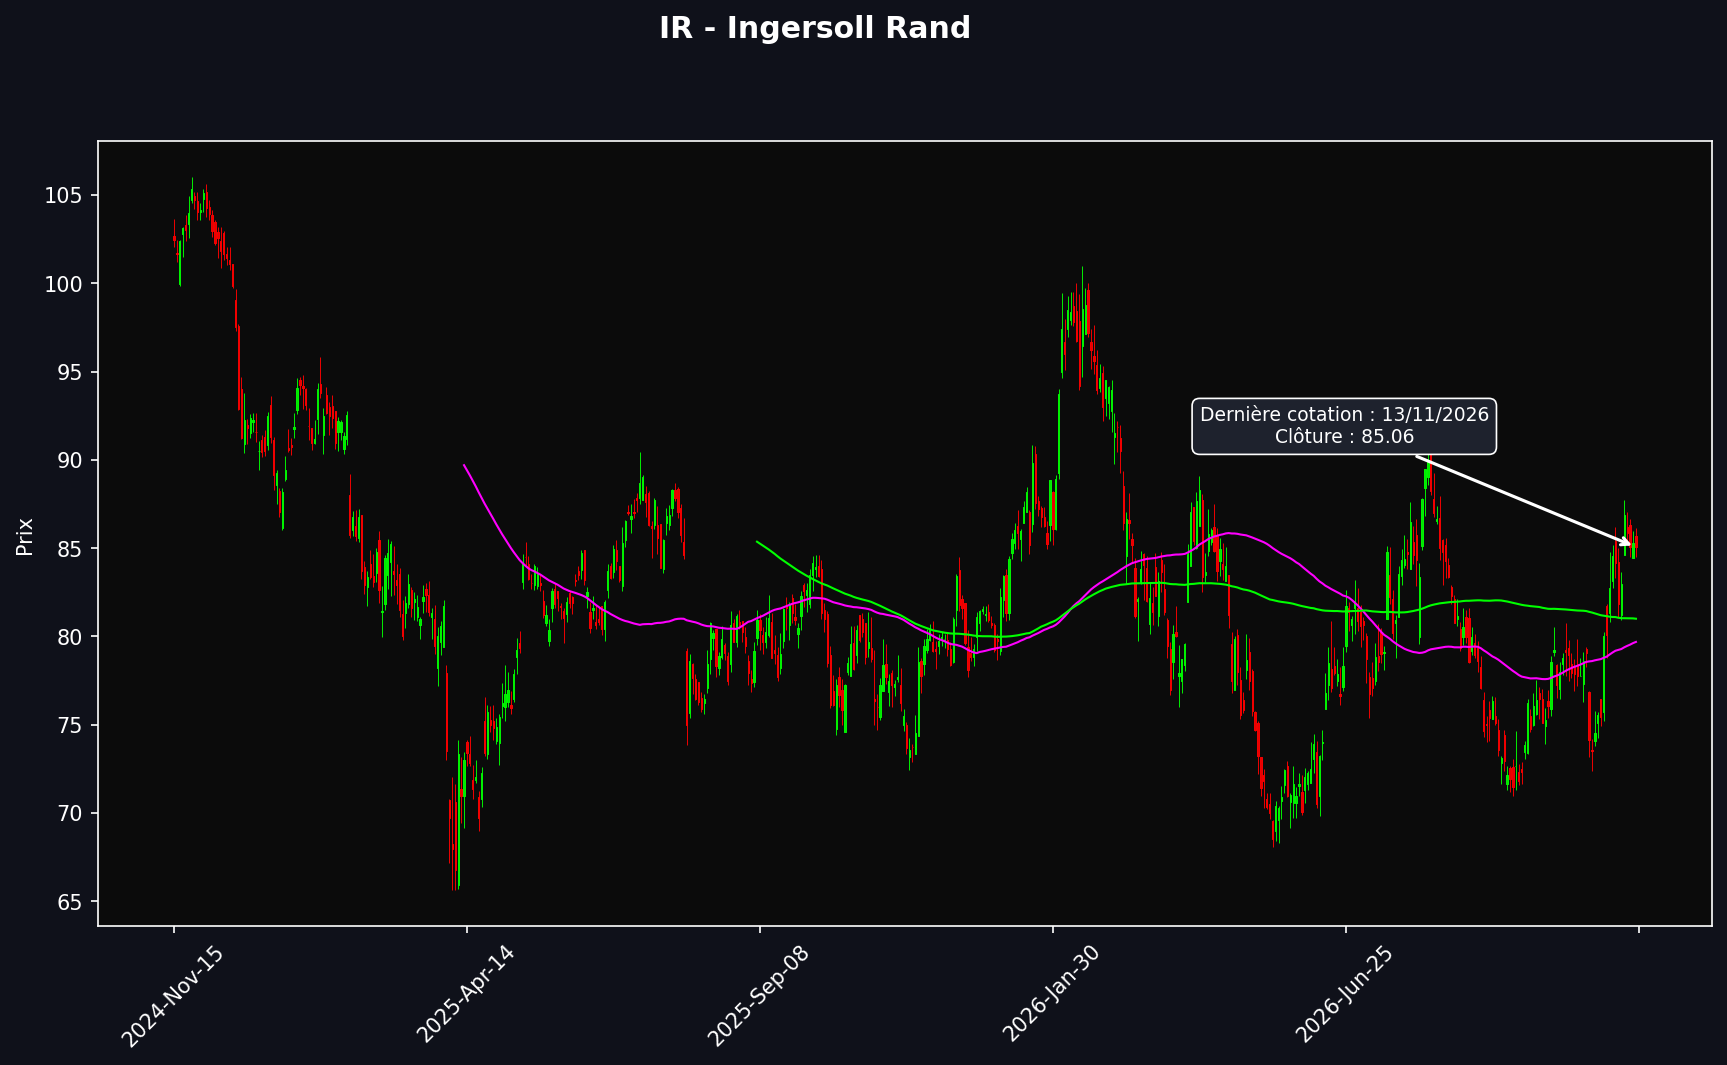 IR - Ingersoll Rand
Prix
105
100
95
90
85
80
75
70
65
Dernière cotation : 13/11/2026
Clôture : 85.06
2024-Nov-15
2025-Apr-14
2025-Sep-08
2026-Jan-30
2026-Jun-25